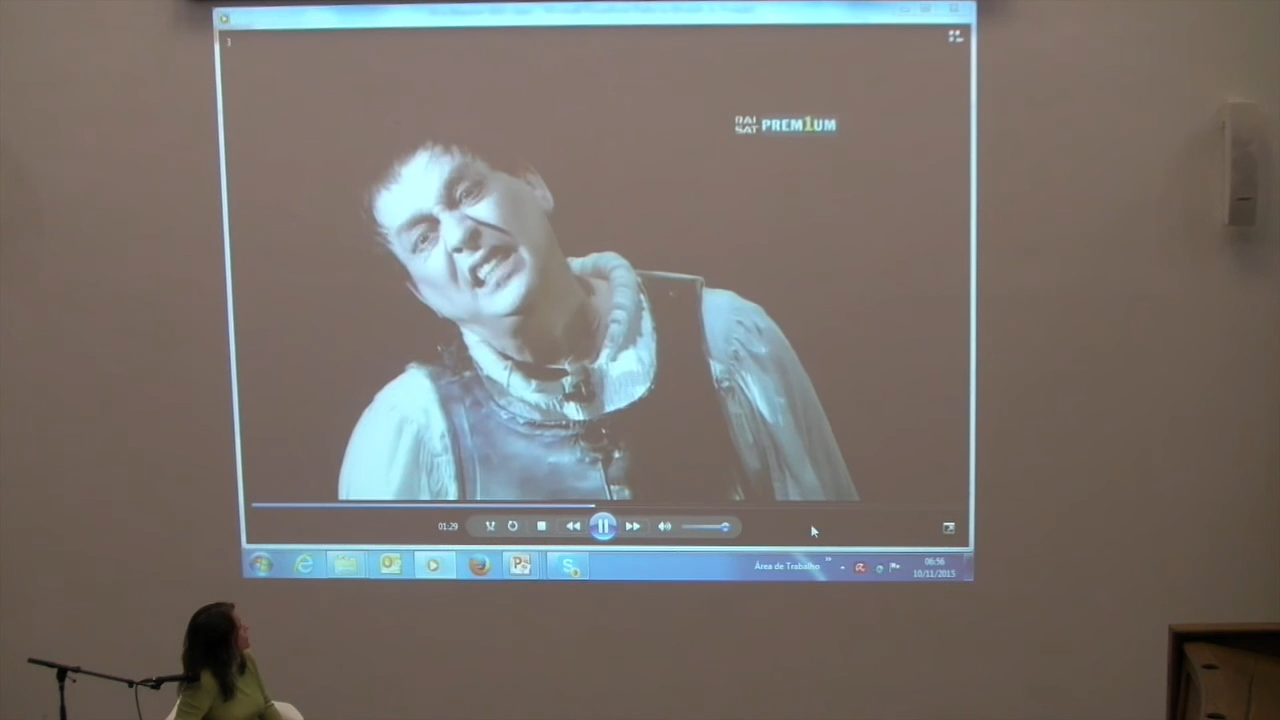 RAI
SAT PREM1UM
01:29
Área de Trabalho
»
06:56
10/11/2015